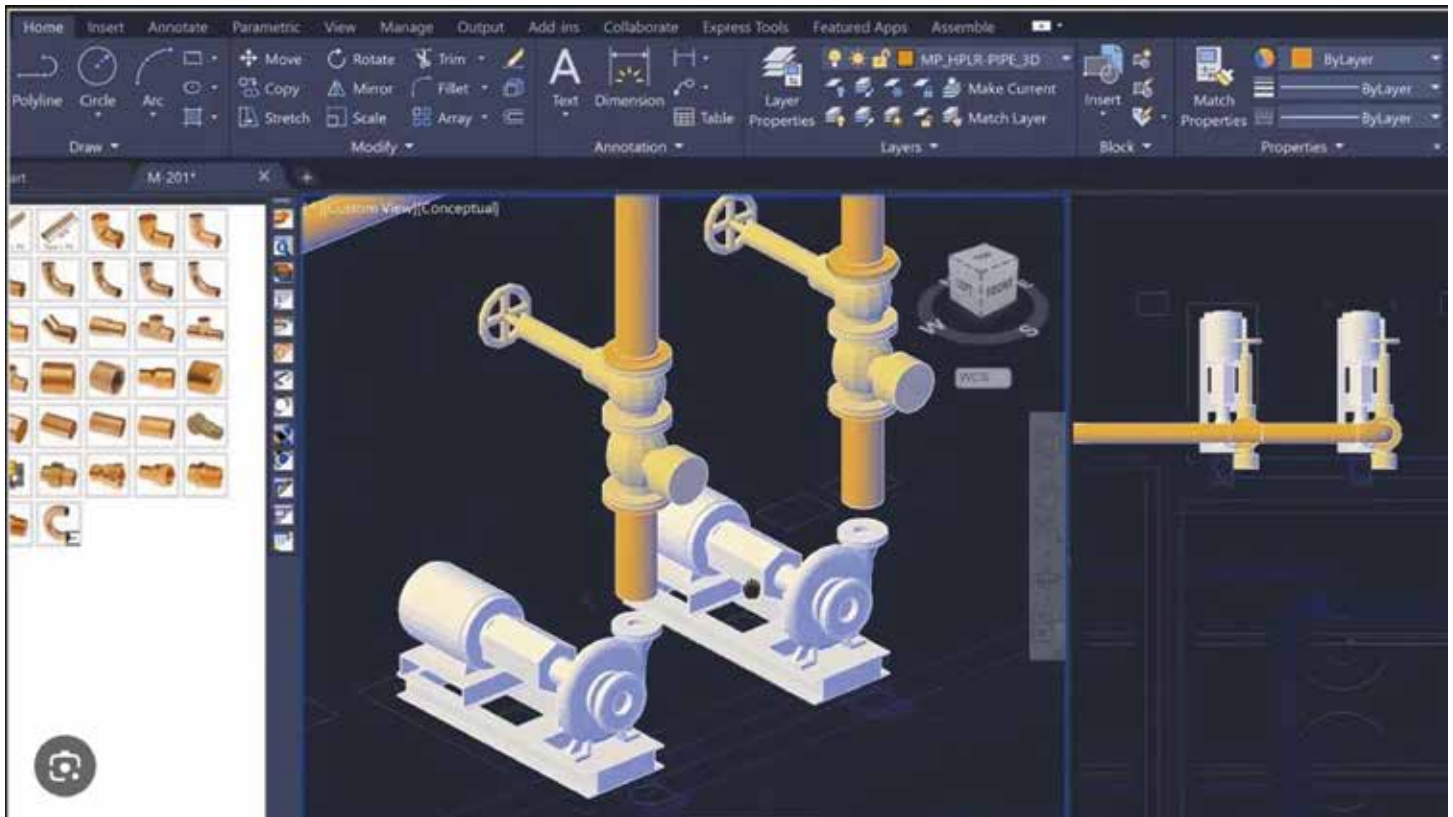 Home Insert Annotate Parametric View Manage Output Add-ins Collaborate Express Tools Featured Apps Assemble
Move Rotate Trim MP_HPLR-PIPE_3D ByLayer
Copy Mirror Fillet Make Current ByLayer
Polyline Circle Arc Text Dimension Layer Insert Match
Stretch Scale Array Table Properties Match Layer Properties ByLayer
Draw Modify Annotation Layers Block Properties
M-201*
[Custom View][Conceptual]
FRONT
W S
WCS